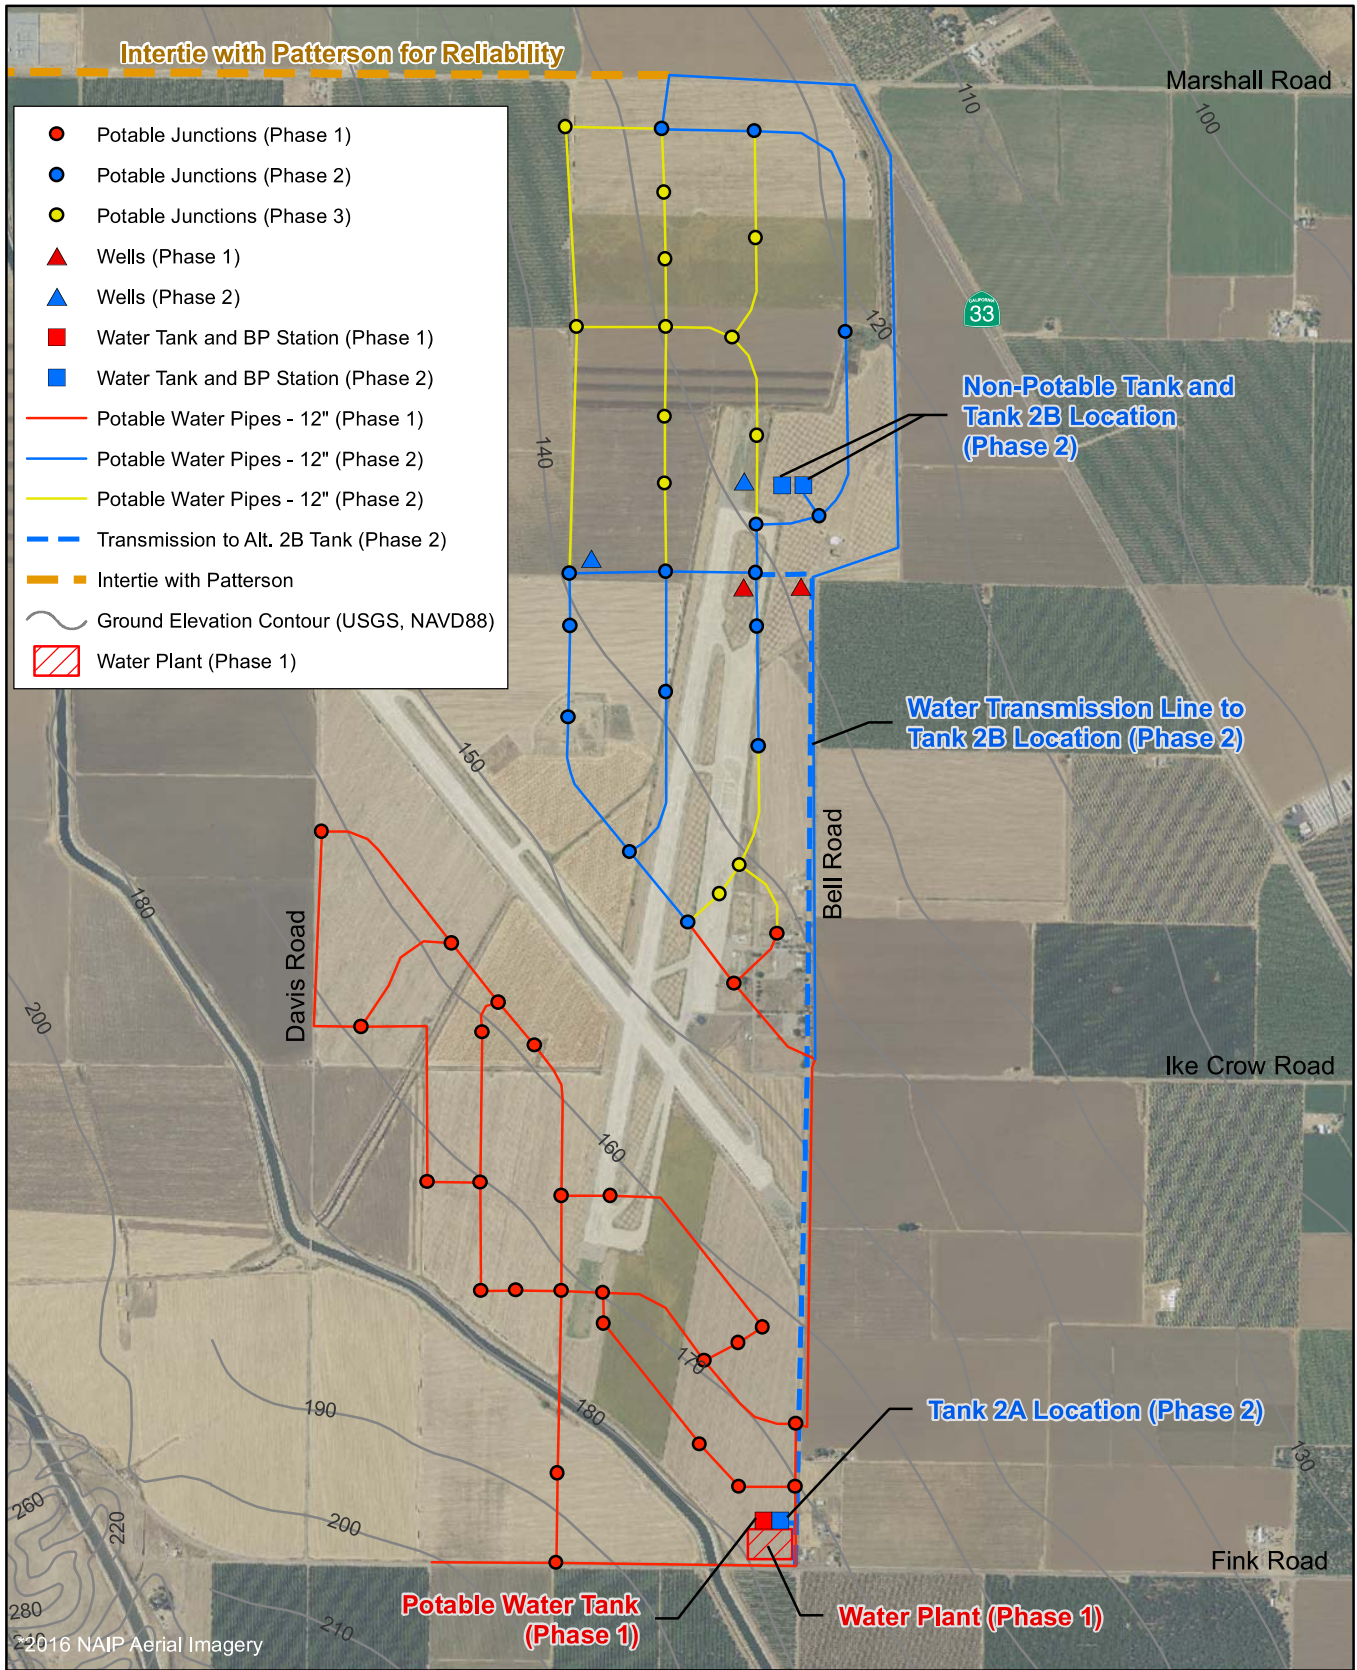 Intertie with Patterson for Reliability
Marshall Road
Potable Junctions (Phase 1)
Potable Junctions (Phase 2)
Potable Junctions (Phase 3)
Wells (Phase 1)
Wells (Phase 2)
Water Tank and BP Station (Phase 1)
Water Tank and BP Station (Phase 2)
Potable Water Pipes - 12" (Phase 1)
Potable Water Pipes - 12" (Phase 2)
Potable Water Pipes - 12" (Phase 2)
Transmission to Alt. 2B Tank (Phase 2)
Intertie with Patterson
Ground Elevation Contour (USGS, NAVD88)
Water Plant (Phase 1)
110
100
CALIFORNIA
33
120
Non-Potable Tank and
Tank 2B Location
(Phase 2)
140
Water Transmission Line to
Tank 2B Location (Phase 2)
150
Bell Road
180
Davis Road
200
Ike Crow Road
160
170
190
180
Tank 2A Location (Phase 2)
130
260
220
200
Fink Road
Potable Water Tank
(Phase 1)
Water Plant (Phase 1)
280
210
*2016 NAIP Aerial Imagery